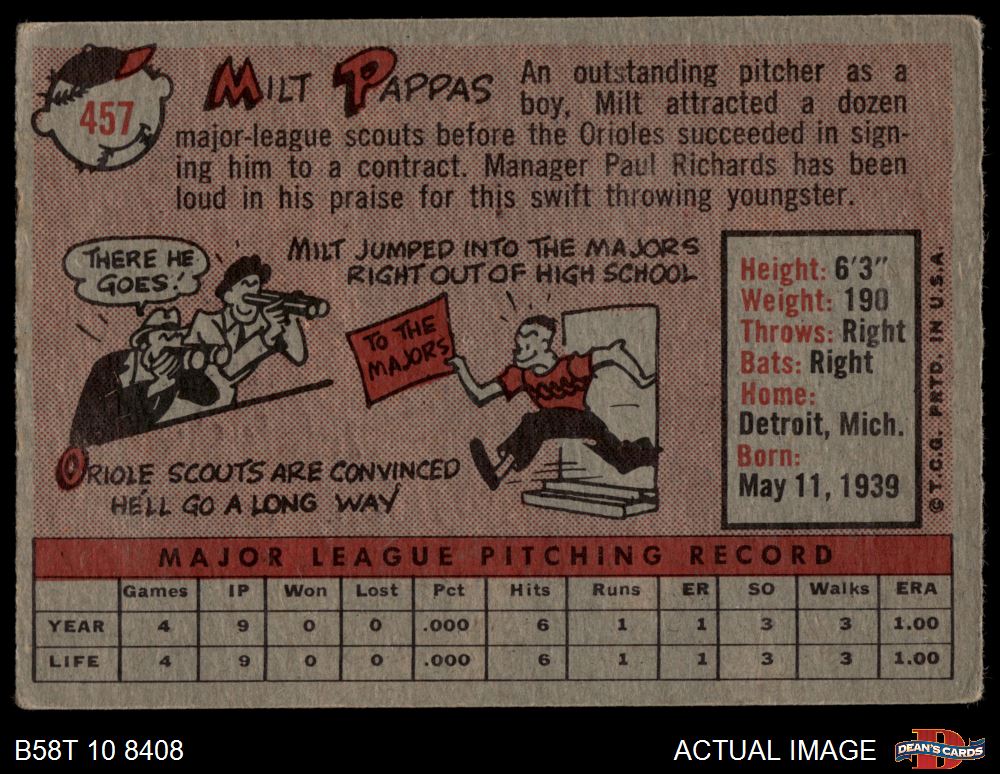 457
MILT PAPPAS
An outstanding pitcher as a
boy, Milt attracted a dozen
major-league scouts before the Orioles succeeded in sign-
ing him to a contract. Manager Paul Richards has been
loud in his praise for this swift throwing youngster.
THERE HE
GOES!
MILT JUMPED INTO THE MAJORS
RIGHT OUT OF HIGH SCHOOL
TO THE
MAJORS
ORIOLE SCOUTS ARE CONVINCED
HE'LL GO A LONG WAY
Height: 6'3"
Weight: 190
Throws: Right
Bats: Right
Home:
Detroit, Mich.
Born:
May 11, 1939
© T.C.G. PRTD. IN U.S.A.
MAJOR LEAGUE PITCHING RECORD
Games IP Won Lost Pct Hits Runs ER SO Walks ERA
YEAR 4 9 0 0 .000 6 1 1 3 3 1.00
LIFE 4 9 0 0 .000 6 1 1 3 3 1.00
B58T 10 8408
ACTUAL IMAGE
DEAN'S CARDS